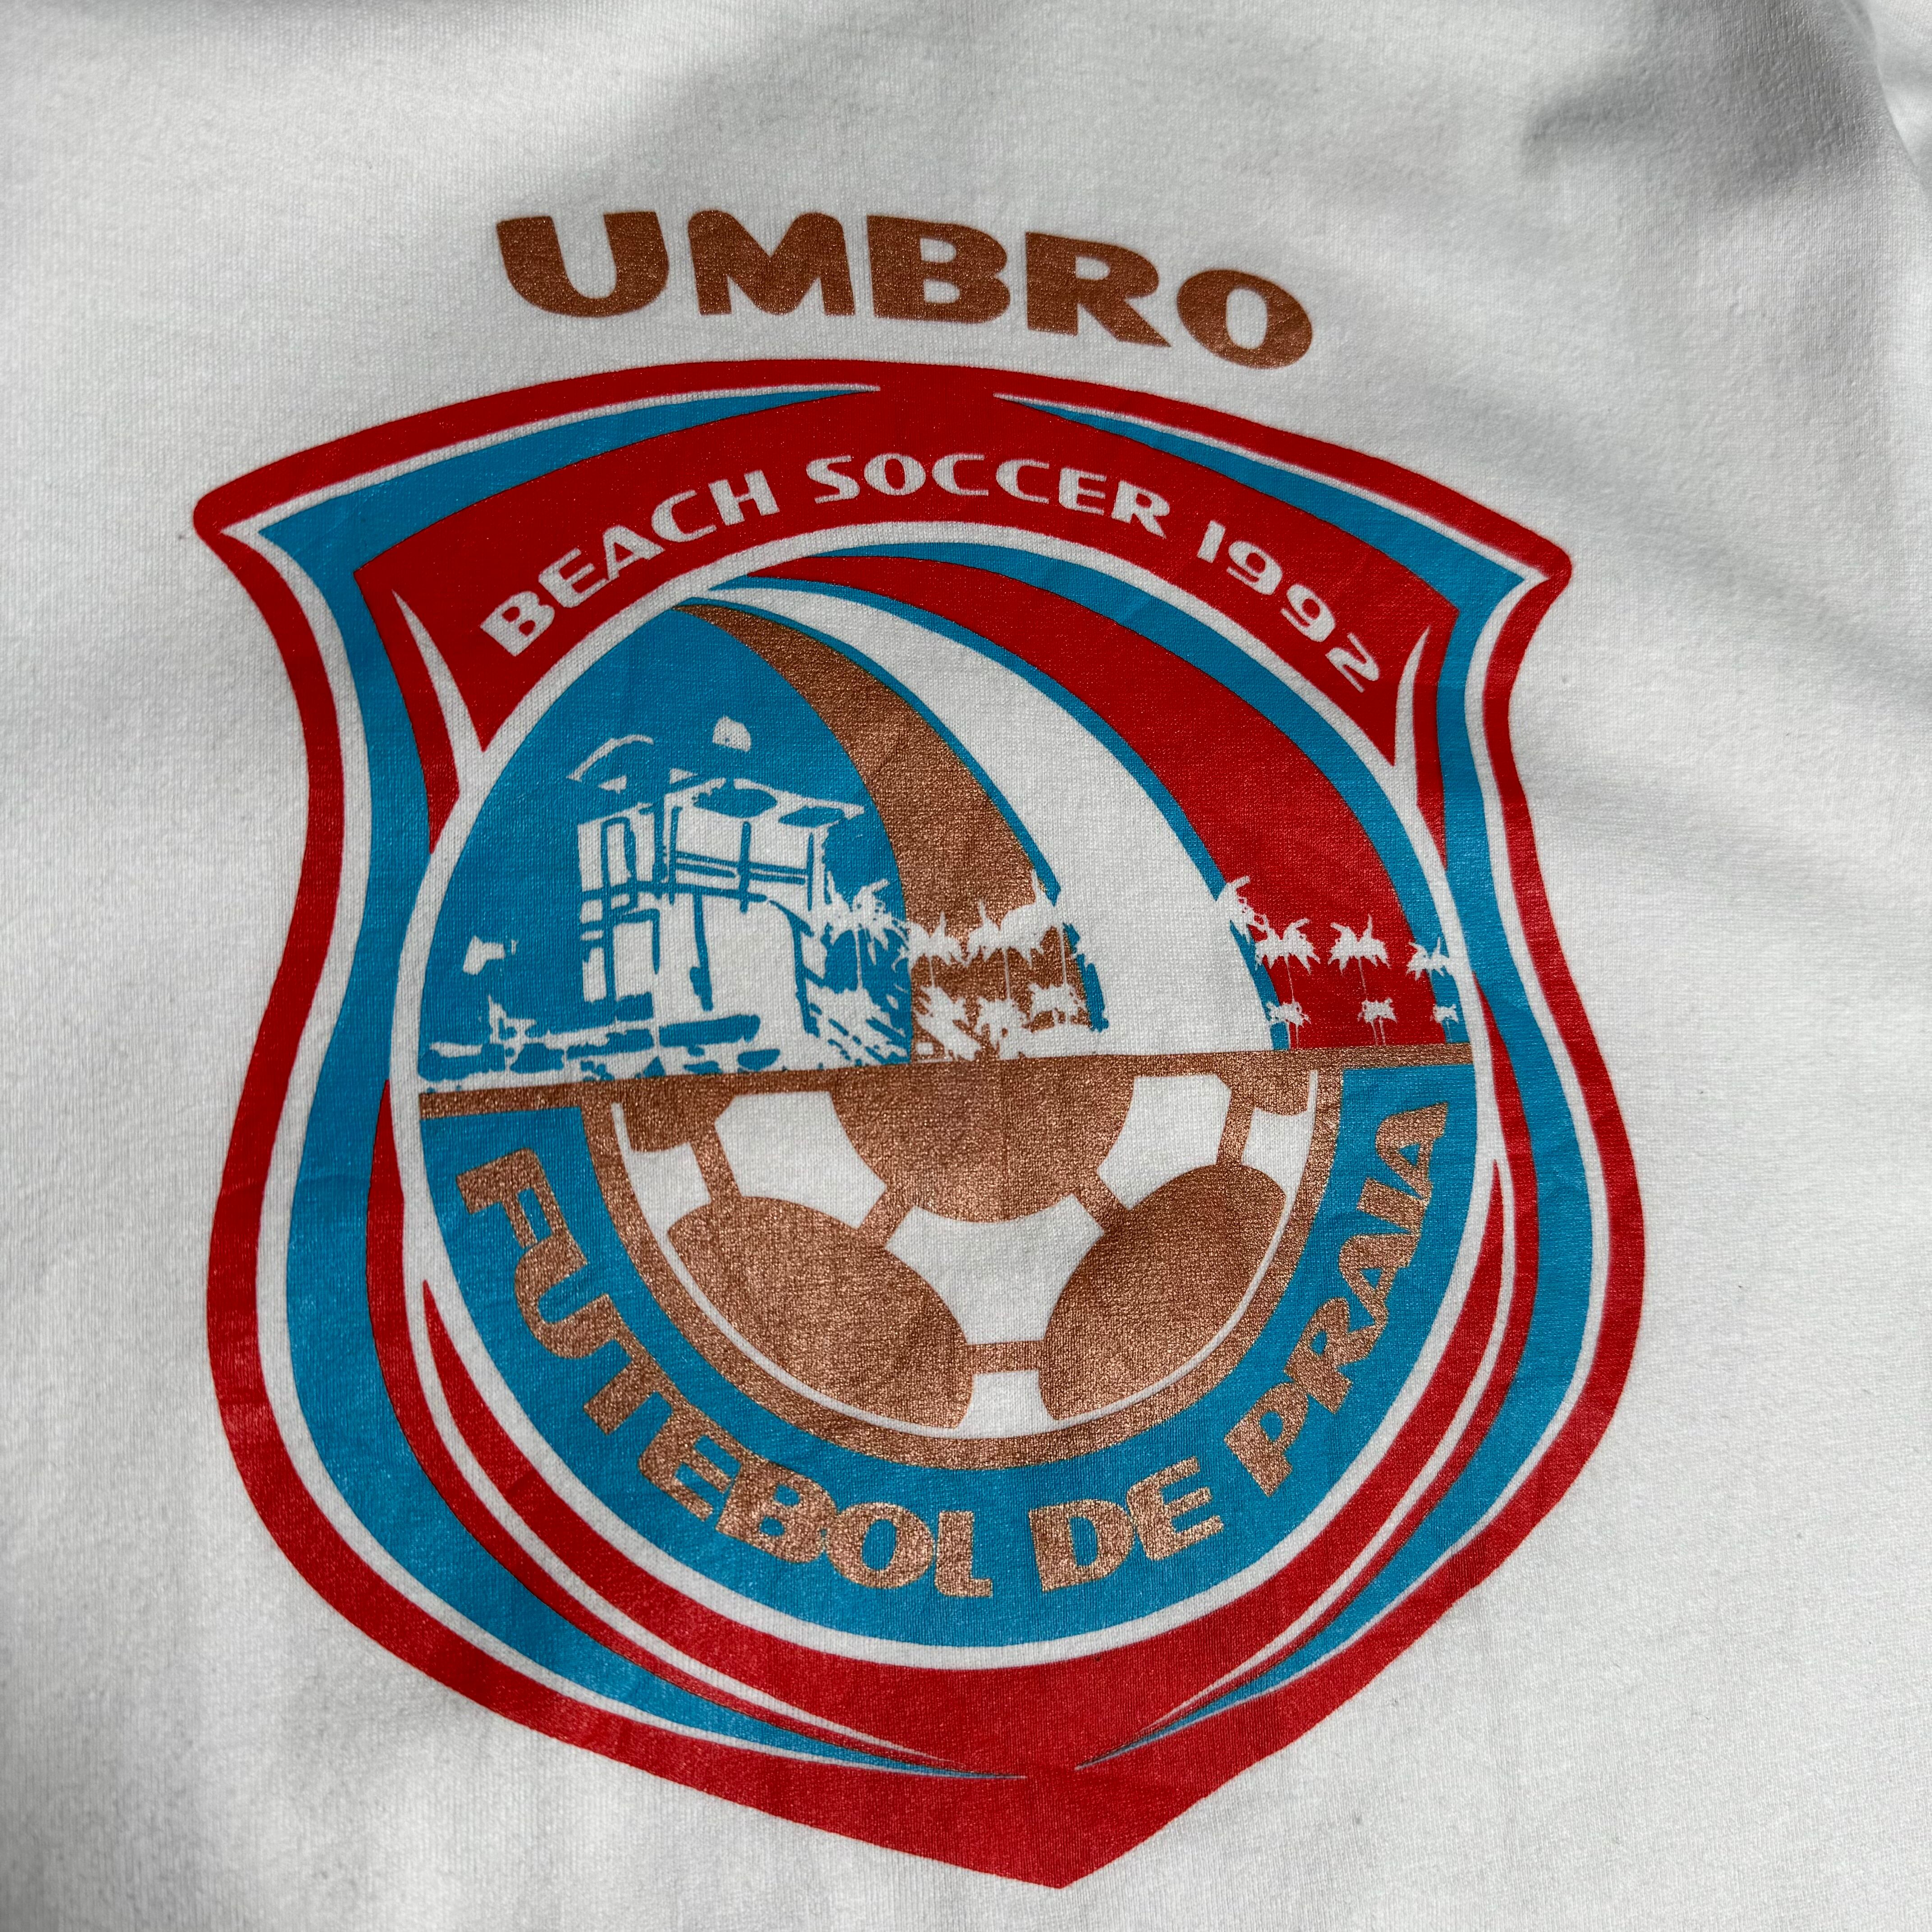 UMBRO
BEACH SOCCER 1992
FUTEBOL DE PRAIA